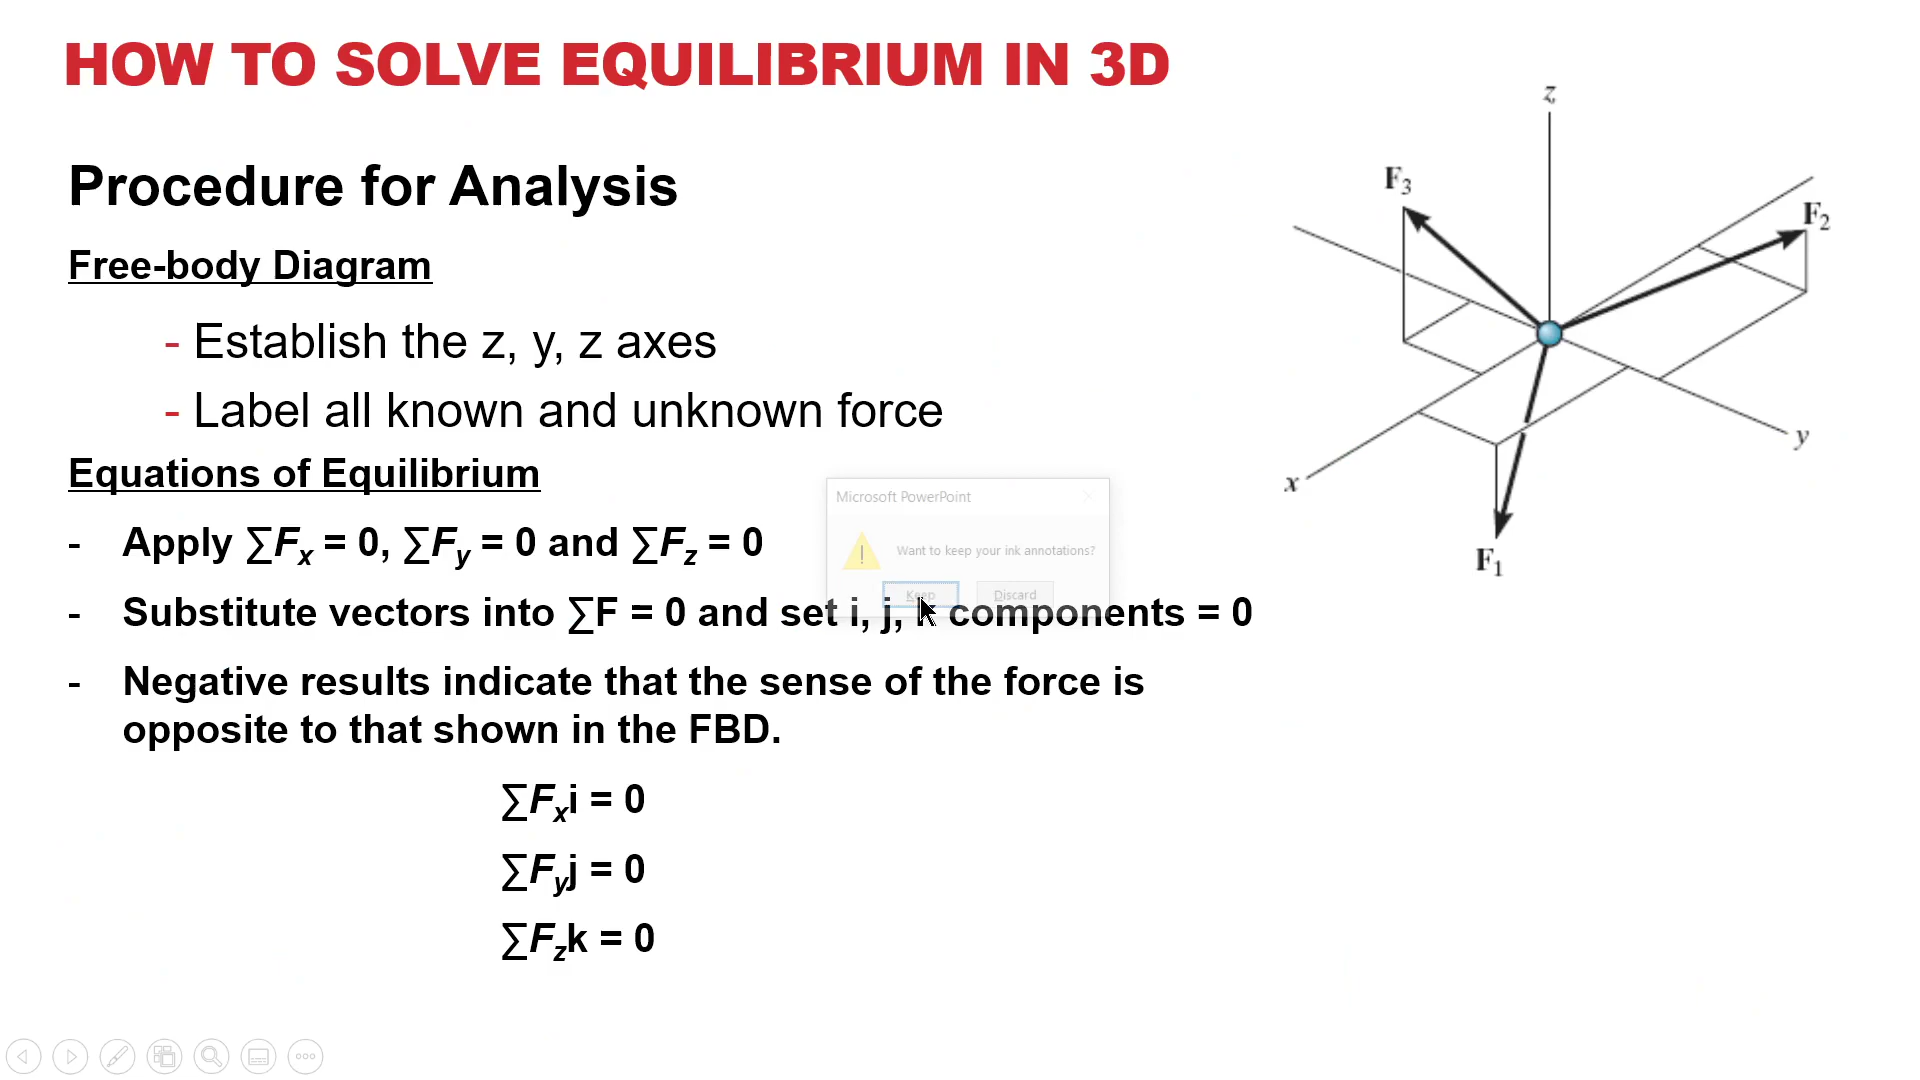 HOW TO SOLVE EQUILIBRIUM IN 3D
Procedure for Analysis
Free-body Diagram
- Establish the z, y, z axes
- Label all known and unknown force
Equations of Equilibrium
- Apply ∑Fx = 0, ∑Fy = 0 and ∑Fz = 0
- Substitute vectors into ∑F = 0 and set i, j, k components = 0
- Negative results indicate that the sense of the force is
opposite to that shown in the FBD.
∑Fxi = 0
∑Fyj = 0
∑Fzk = 0
z
F3
F2
y
x
F1
Microsoft PowerPoint
Want to keep your ink annotations?
Keep
Discard